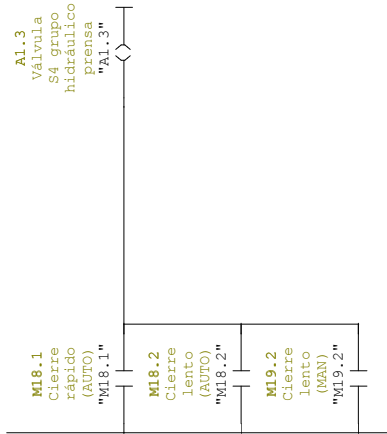 A1.3
Válvula
S4 grupo
hidráulico
prensa
"A1.3"
M18.1
Cierre
rápido
(AUTO)
"M18.1"
M18.2
Cierre
lento
(AUTO)
"M18.2"
M19.2
Cierre
lento
(MAN)
"M19.2"